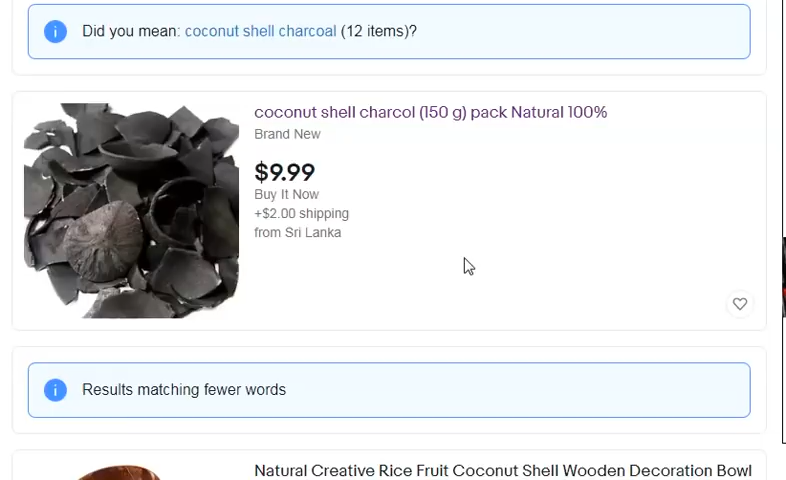 Did you mean: coconut shell charcoal (12 items)?
coconut shell charcol (150 g) pack Natural 100%
Brand New
$9.99
Buy It Now
+$2.00 shipping
from Sri Lanka
Results matching fewer words
Natural Creative Rice Fruit Coconut Shell Wooden Decoration Bowl